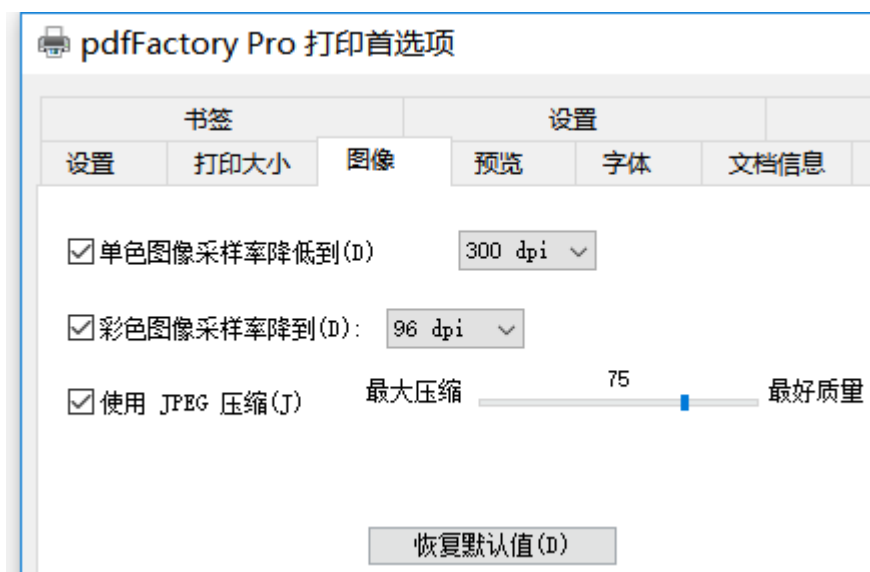 pdfFactory Pro 打印首选项
书签 设置
设置 打印大小 图像 预览 字体 文档信息
单色图像采样率降低到(D) 300 dpi
彩色图像采样率降到(D): 96 dpi
使用 JPEG 压缩(J) 最大压缩 75 最好质量
恢复默认值(D)